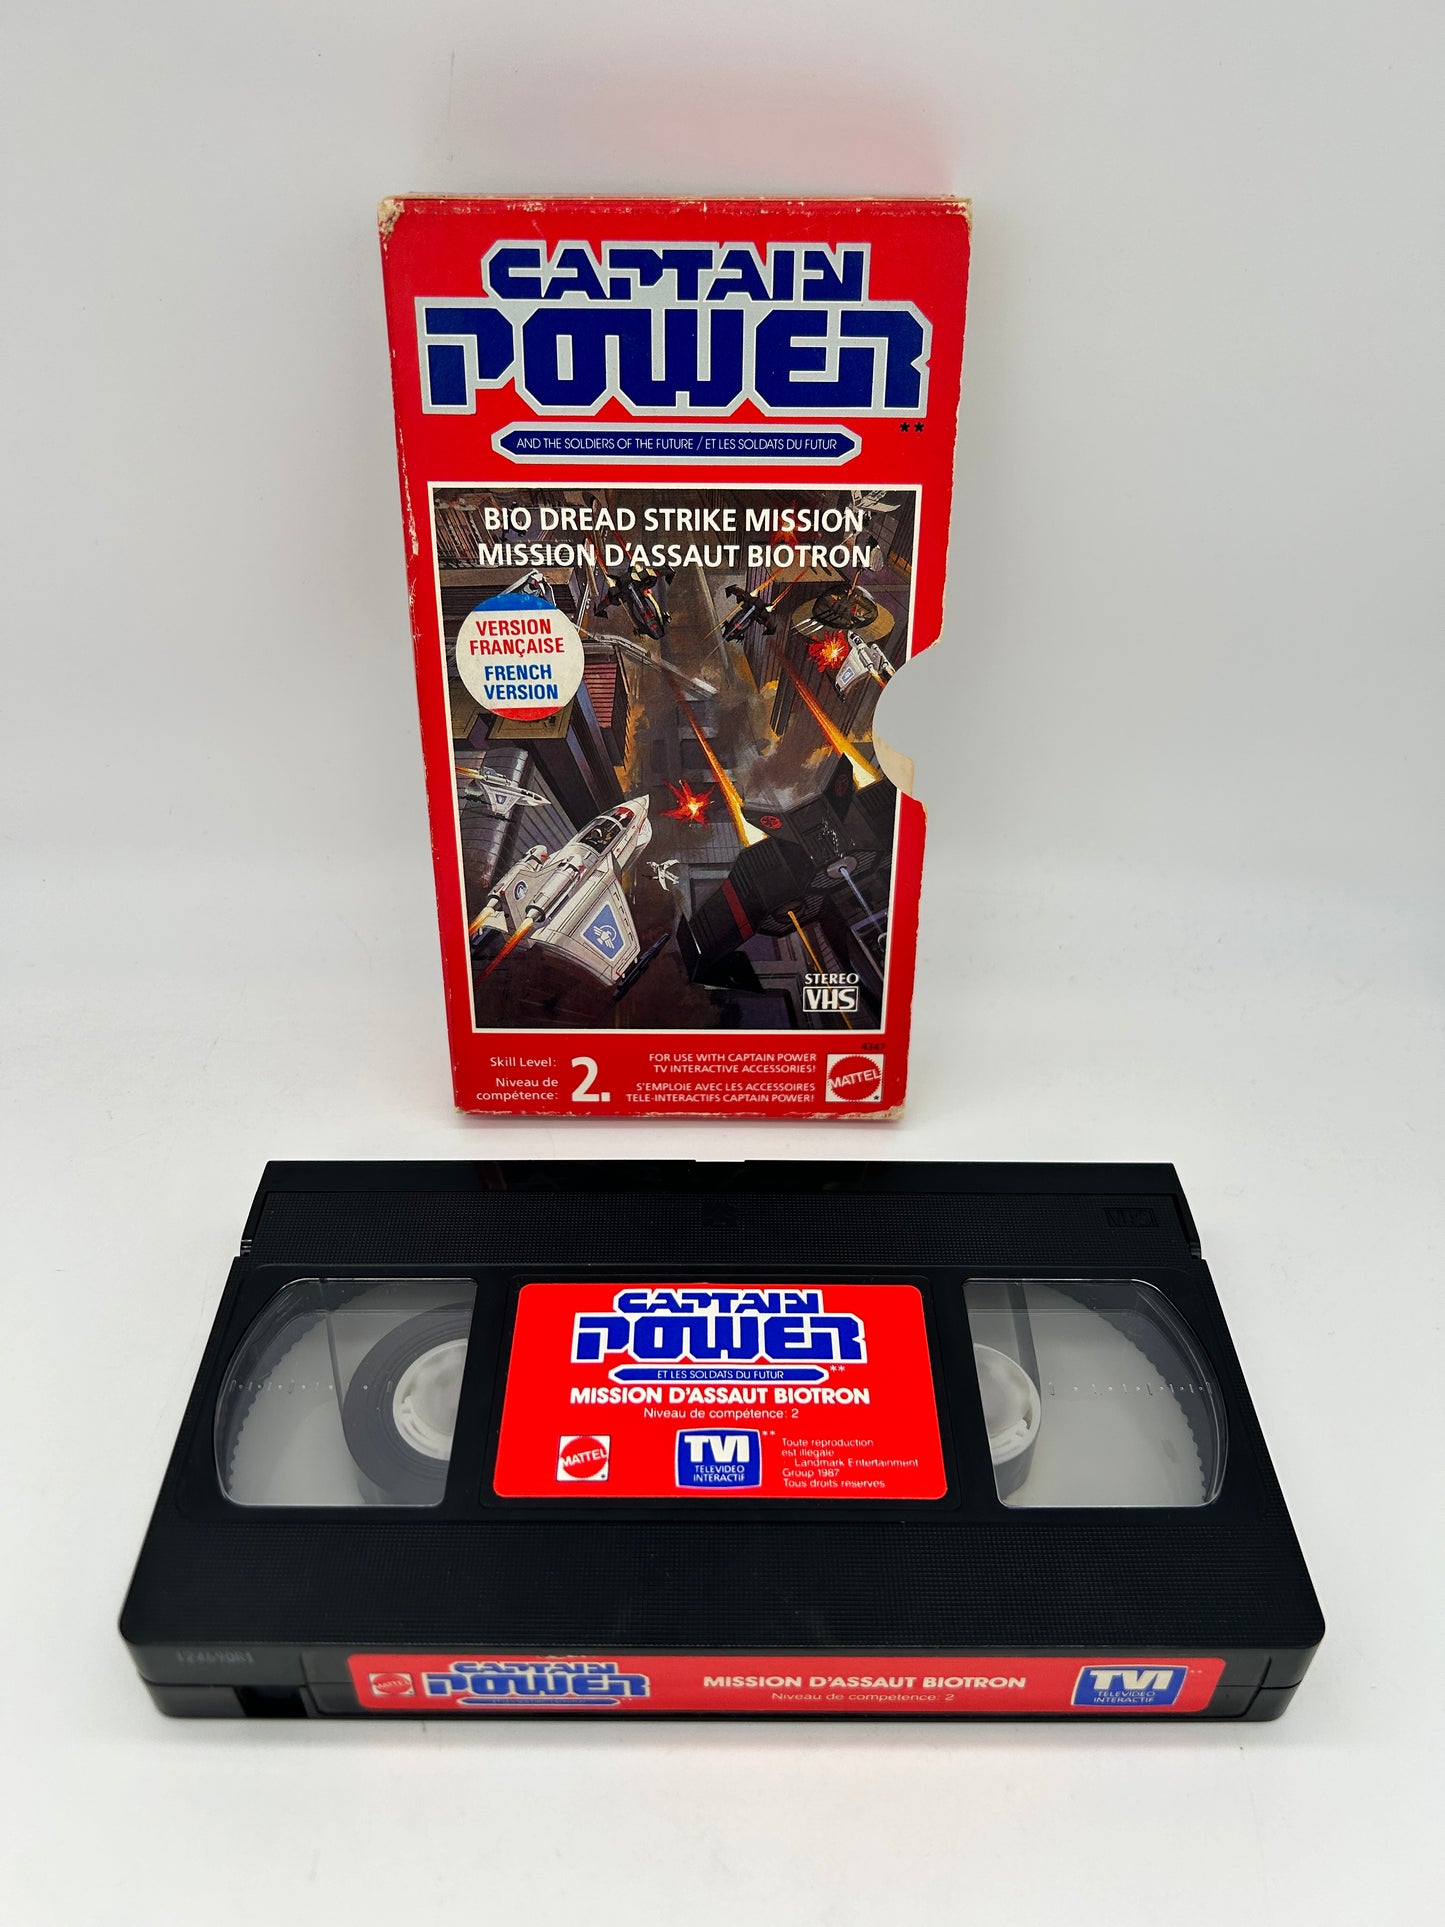 CAPTAIN
POWER
**
AND THE SOLDIERS OF THE FUTURE / ET LES SOLDATS DU FUTUR
BIO DREAD STRIKE MISSION
MISSION D'ASSAUT BIOTRON
VERSION
FRANÇAISE
FRENCH
VERSION
STEREO
VHS
4347
Skill Level:
Niveau de
compétence:
2.
FOR USE WITH CAPTAIN POWER
TV INTERACTIVE ACCESSORIES!
S'EMPLOIE AVEC LES ACCESSOIRES
TELE-INTERACTIFS CAPTAIN POWER!
MATTEL
*
VHS
CAPTAIN
POWER
**
ET LES SOLDATS DU FUTUR
MISSION D'ASSAUT BIOTRON
Niveau de compétence: 2
MATTEL
*
TVI
**
TELEVIDEO
INTERACTIF
Toute reproduction
est illegale
Landmark Entertainment
Group 1987
Tous droits reserves
MATTEL
CAPTAIN
POWER
**
MISSION D'ASSAUT BIOTRON
Niveau de compétence: 2
TVI
**
TELEVIDEO
INTERACTIF